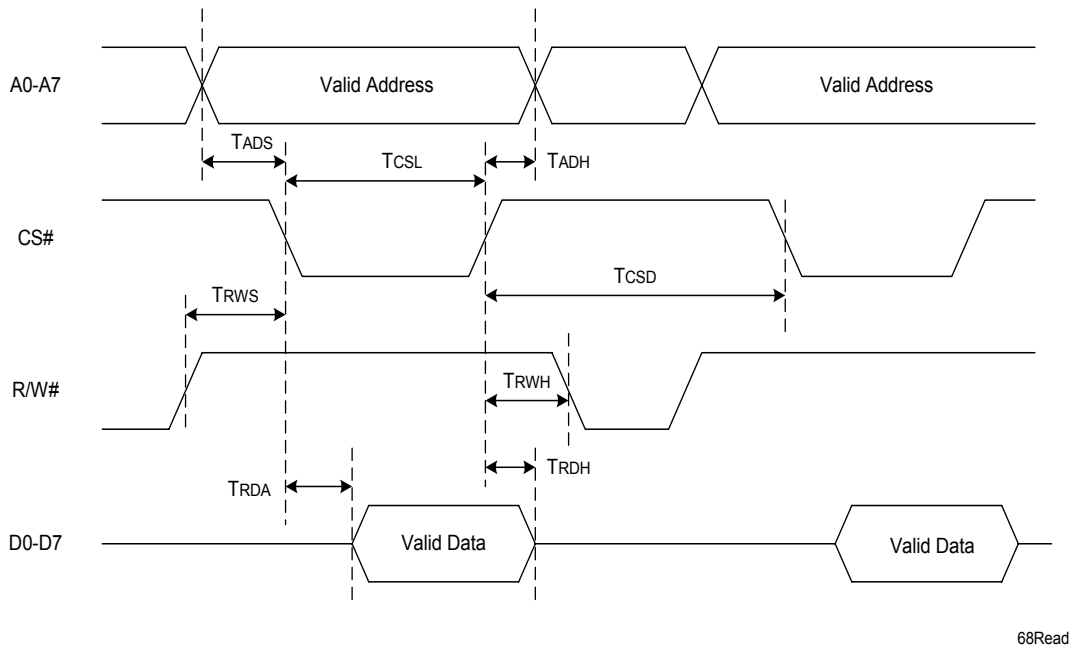 A0-A7
Valid Address
Valid Address
TADS
TCSL
TADH
CS#
TCSD
TRWS
R/W#
TRWH
TRDA
TRDH
D0-D7
Valid Data
Valid Data
68Read